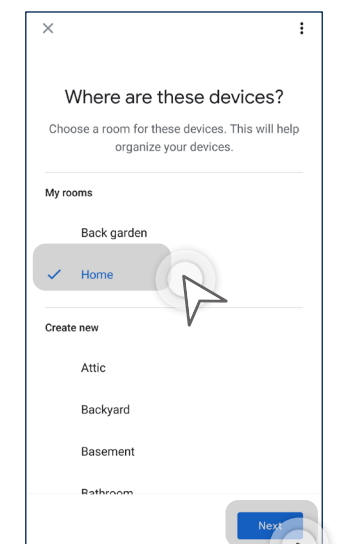 Where are these devices?
Choose a room for these devices. This will help
organize your devices.
My rooms
Back garden
Home
Create new
Attic
Backyard
Basement
Bathroom
Next